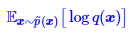 𝔼_{𝒙∼p̃(𝒙)} [ log q(𝒙) ]